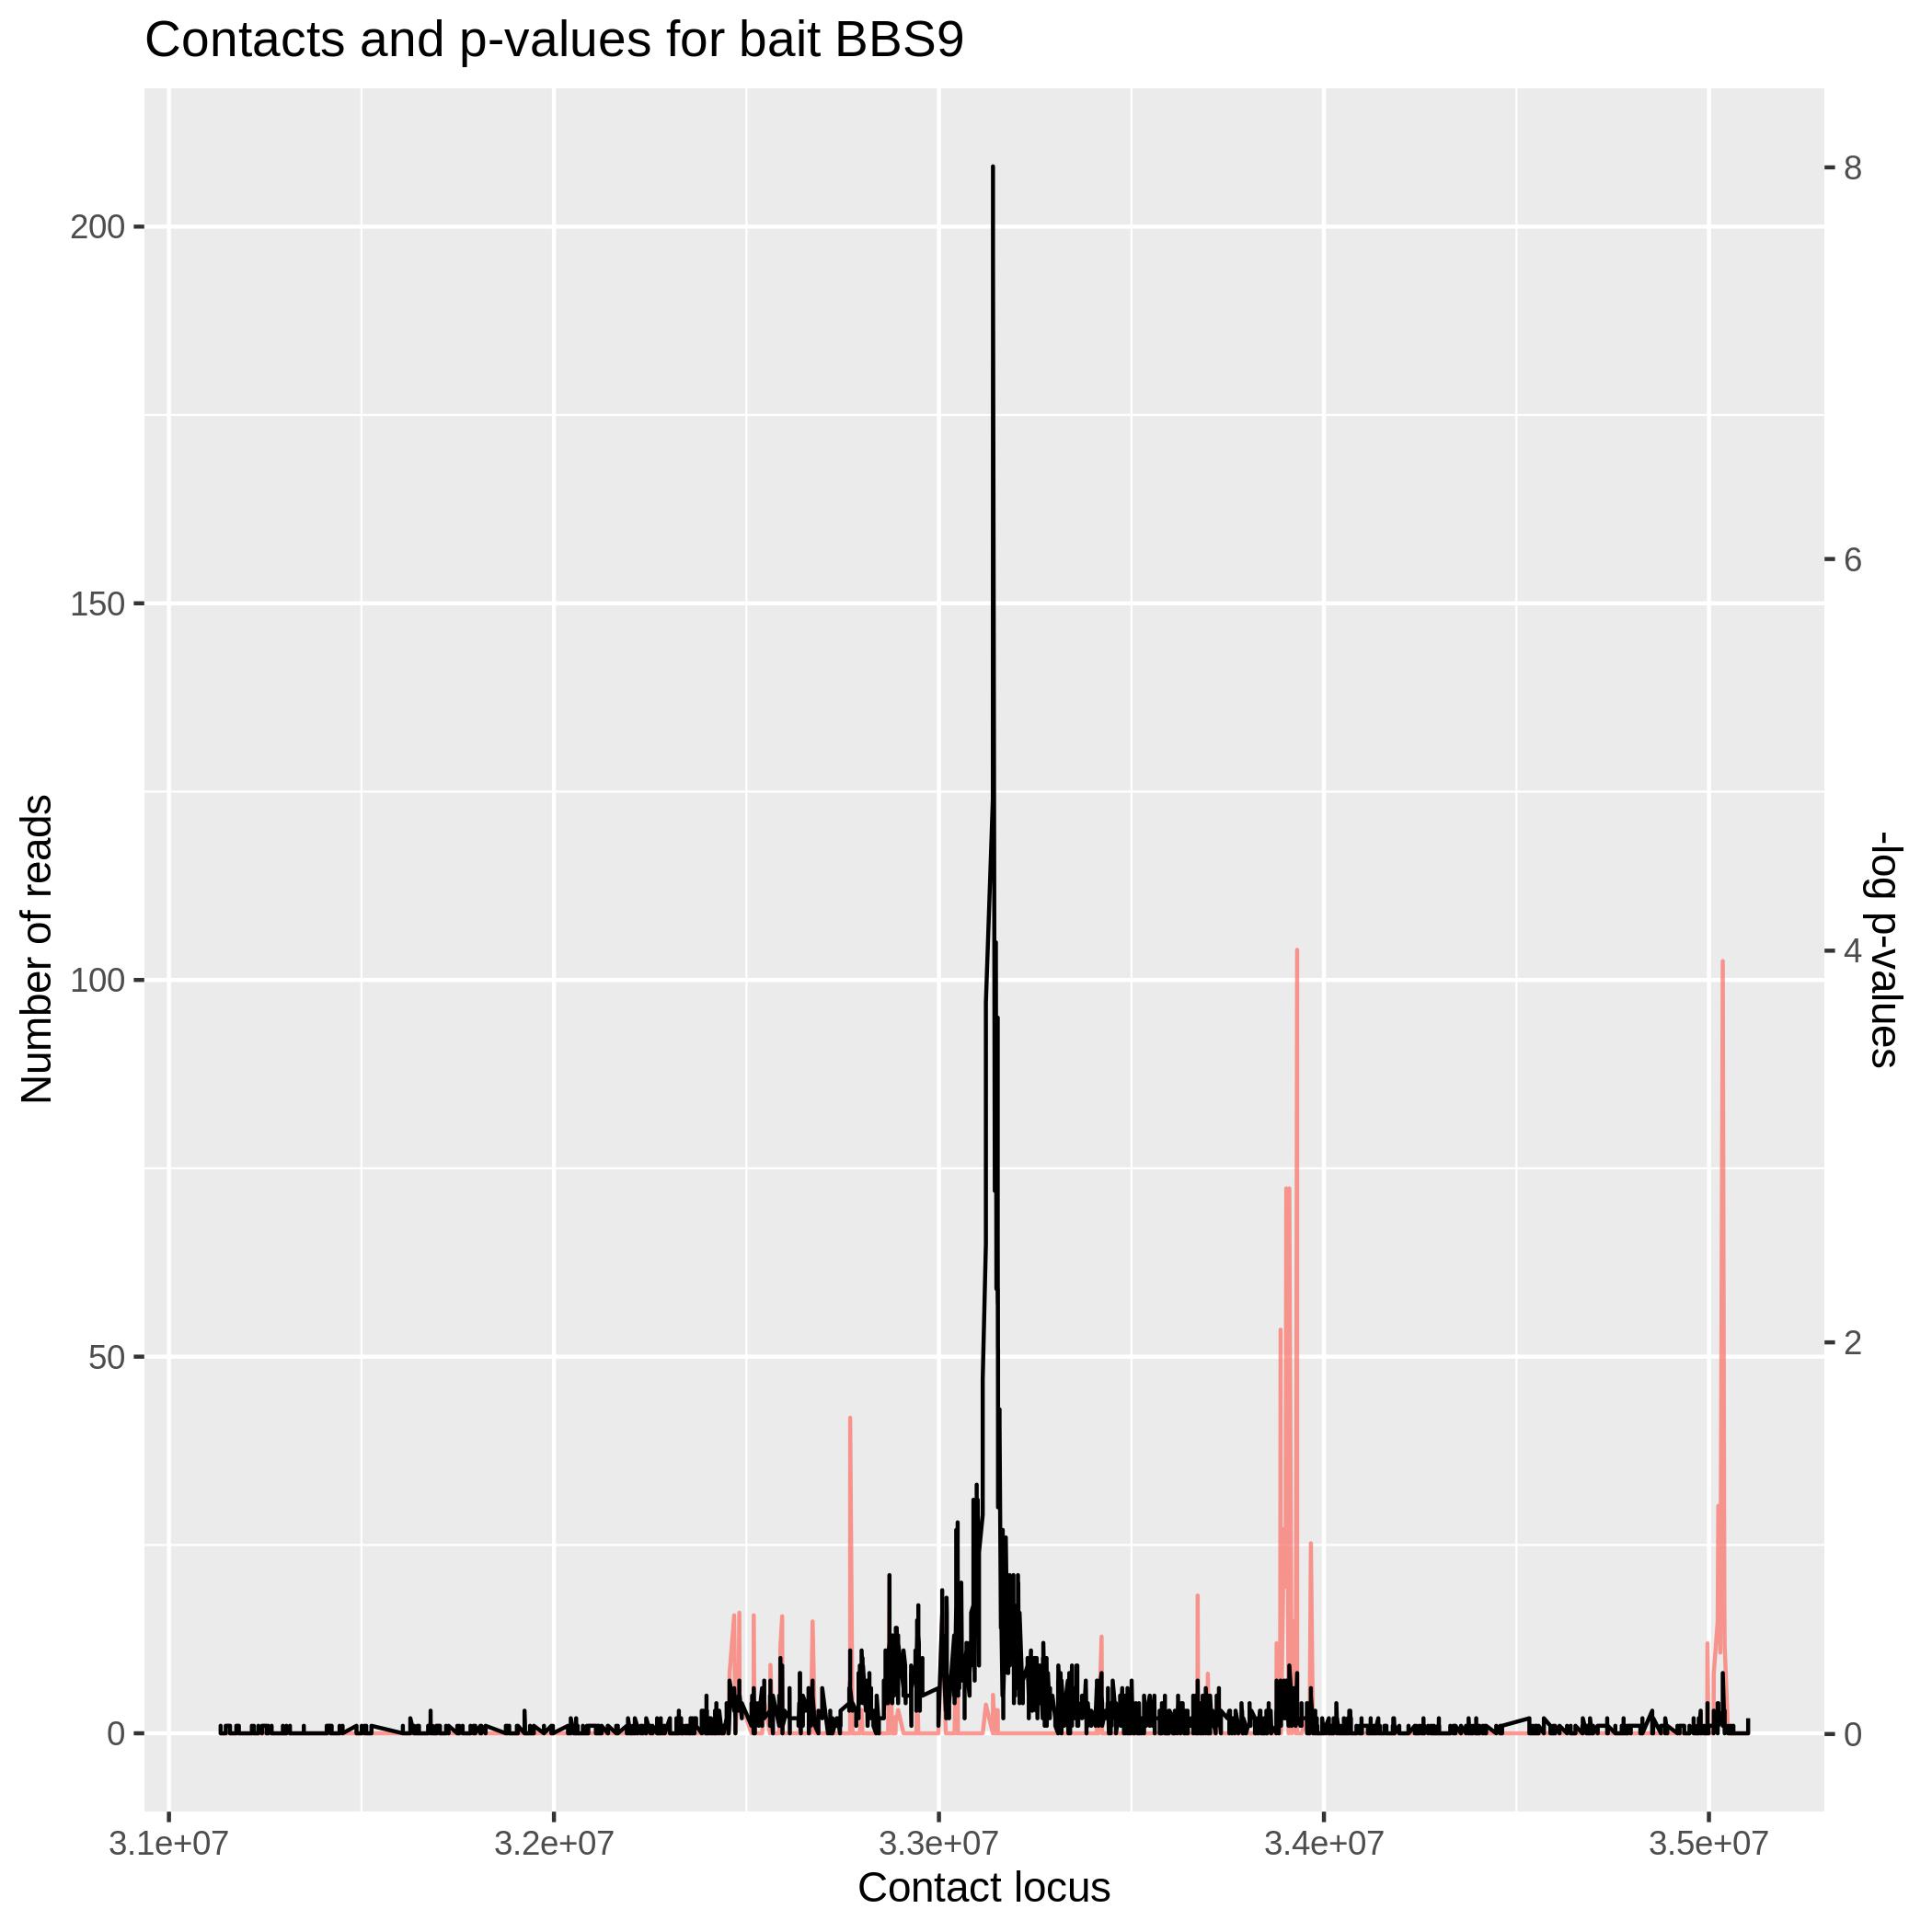 Contacts and p-values for bait BBS9
8
200
6
150
Number of reads
-log p-values
4
100
2
50
0
0
3.1e+07 3.2e+07 3.3e+07 3.4e+07 3.5e+07
Contact locus